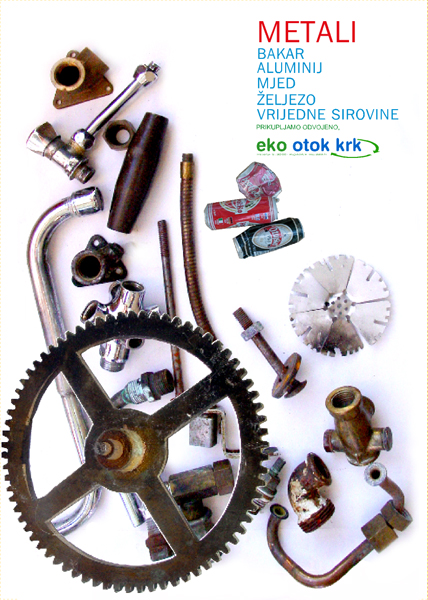 METALI
BAKAR
ALUMINIJ
MJED
ŽELJEZO
VRIJEDNE SIROVINE
PRIKUPLJAMO ODVOJENO,
eko otok krk